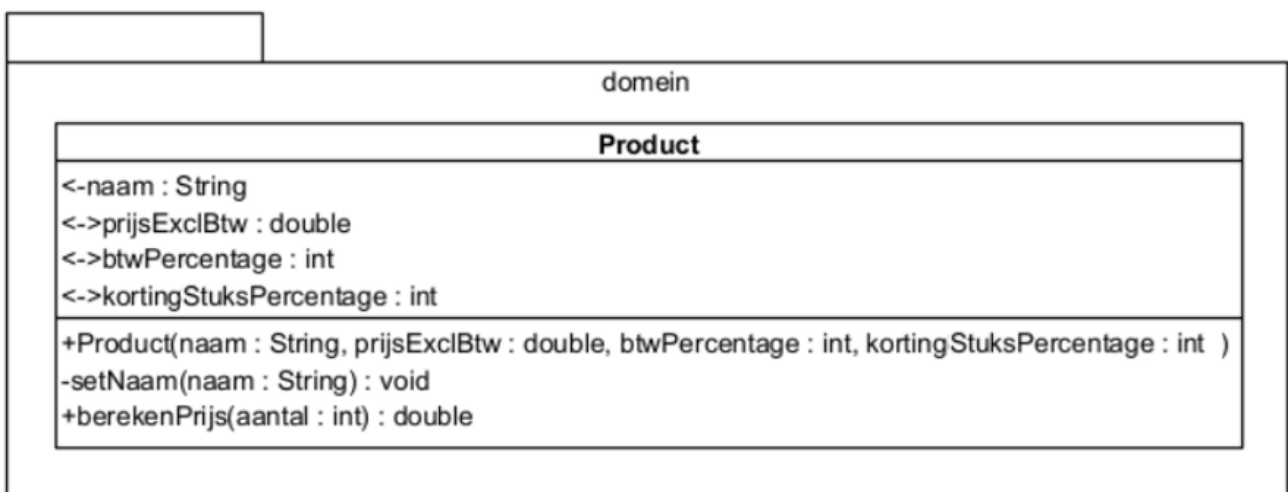 domein
Product
<-naam : String
<->prijsExclBtw : double
<->btwPercentage : int
<->kortingStuksPercentage : int
+Product(naam : String, prijsExclBtw : double, btwPercentage : int, kortingStuksPercentage : int )
-setNaam(naam : String) : void
+berekenPrijs(aantal : int) : double